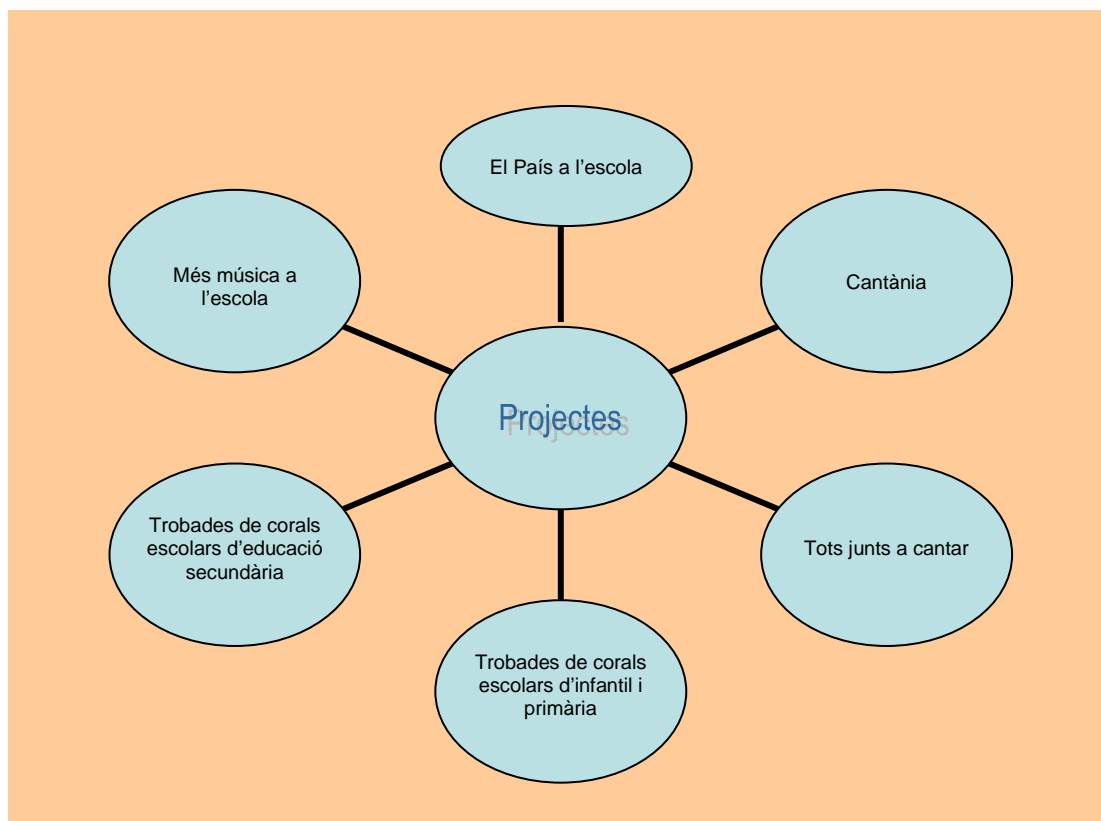 El País a l’escola
Més música a
l’escola
Cantània
Projectes
Trobades de corals
escolars d’educació
secundària
Tots junts a cantar
Trobades de corals
escolars d’infantil i
primària